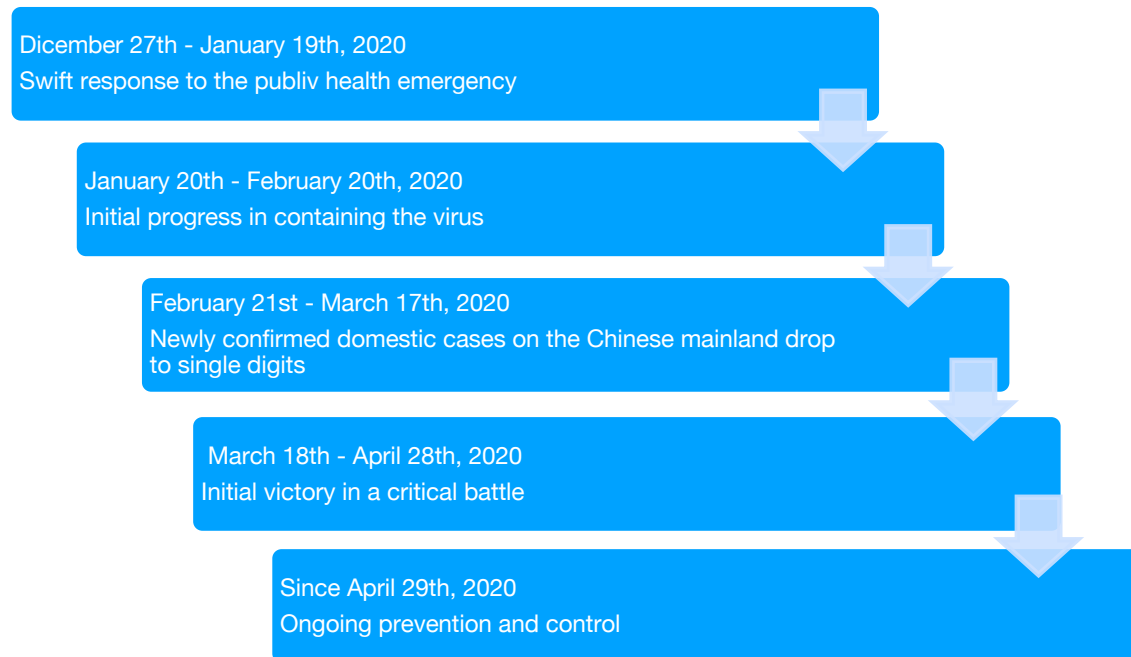 Dicember 27th - January 19th, 2020
Swift response to the publiv health emergency
January 20th - February 20th, 2020
Initial progress in containing the virus
February 21st - March 17th, 2020
Newly confirmed domestic cases on the Chinese mainland drop
to single digits
March 18th - April 28th, 2020
Initial victory in a critical battle
Since April 29th, 2020
Ongoing prevention and control